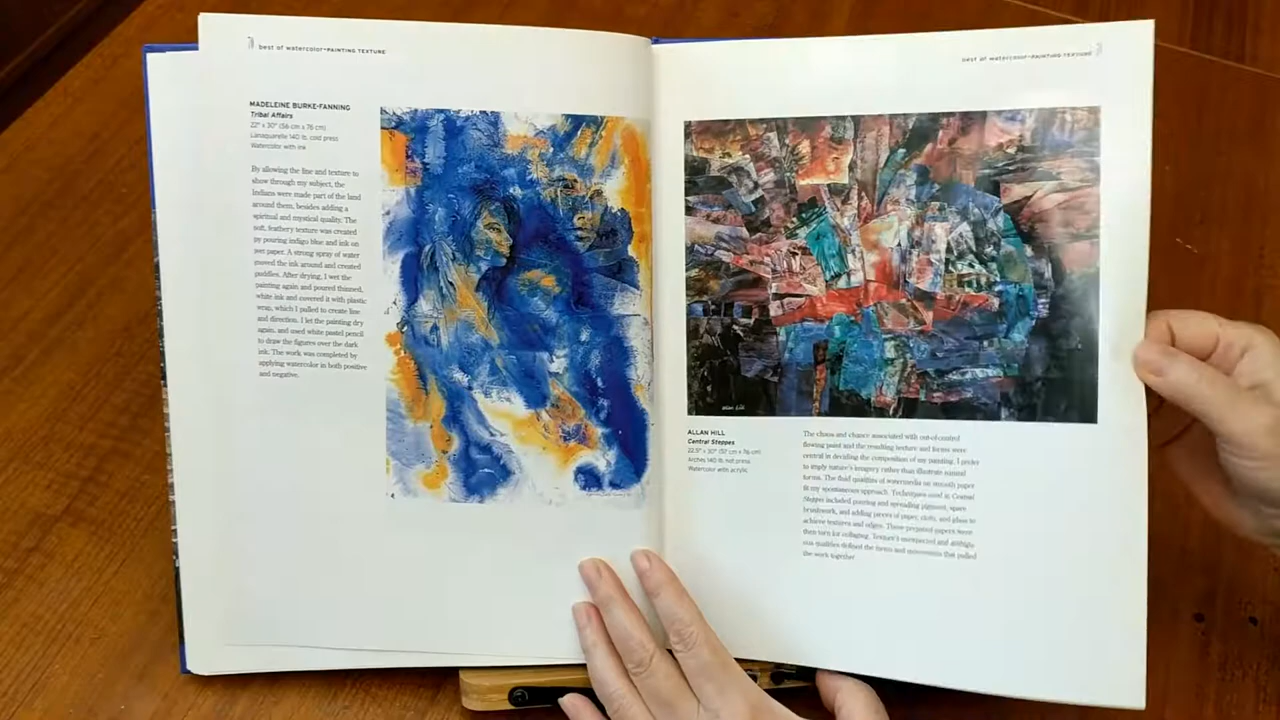 best of watercolor•PAINTING TEXTURE
MADELEINE BURKE-FANNING
Tribal Affairs
22" x 30" (56 cm x 76 cm)
Lanaquarelle 140 lb. cold press
Watercolor with ink
By allowing the line and texture to
show through my subject, the
Indians were made part of the land
around them, besides adding a
spiritual and mystical quality. The
soft, feathery texture was created
by pouring indigo blue and ink on
wet paper. A strong spray of water
moved the ink around and created
puddles. After drying, I wet the
painting again and poured thinned,
white ink and covered it with plastic
wrap, which I pulled to create line
and direction. I let the painting dry
again, and used white pastel pencil
to draw the figures over the dark
ink. The work was completed by
applying watercolor in both positive
and negative.
best of watercolor•PAINTING TEXTURE
ALLAN HILL
Central Steppes
22.5" x 30" (57 cm x 76 cm)
Arches 140 lb. hot press
Watercolor with acrylic
The chaos and chance associated with out-of-control
flowing paint and the resulting texture and forms were
central in deciding the composition of my painting. I prefer
to imply nature's imagery rather than illustrate natural
forms. The fluid qualities of watermedia on smooth paper
fit my spontaneous approach. Techniques used in Central
Steppes included pouring and spreading pigment, spare
brushwork, and adding pieces of paper, cloth, and glass to
achieve textures and edges. These prepared papers were
then torn for collaging. Texture's unexpected and ambigu-
ous qualities defined the forms and movements that pulled
the work together.